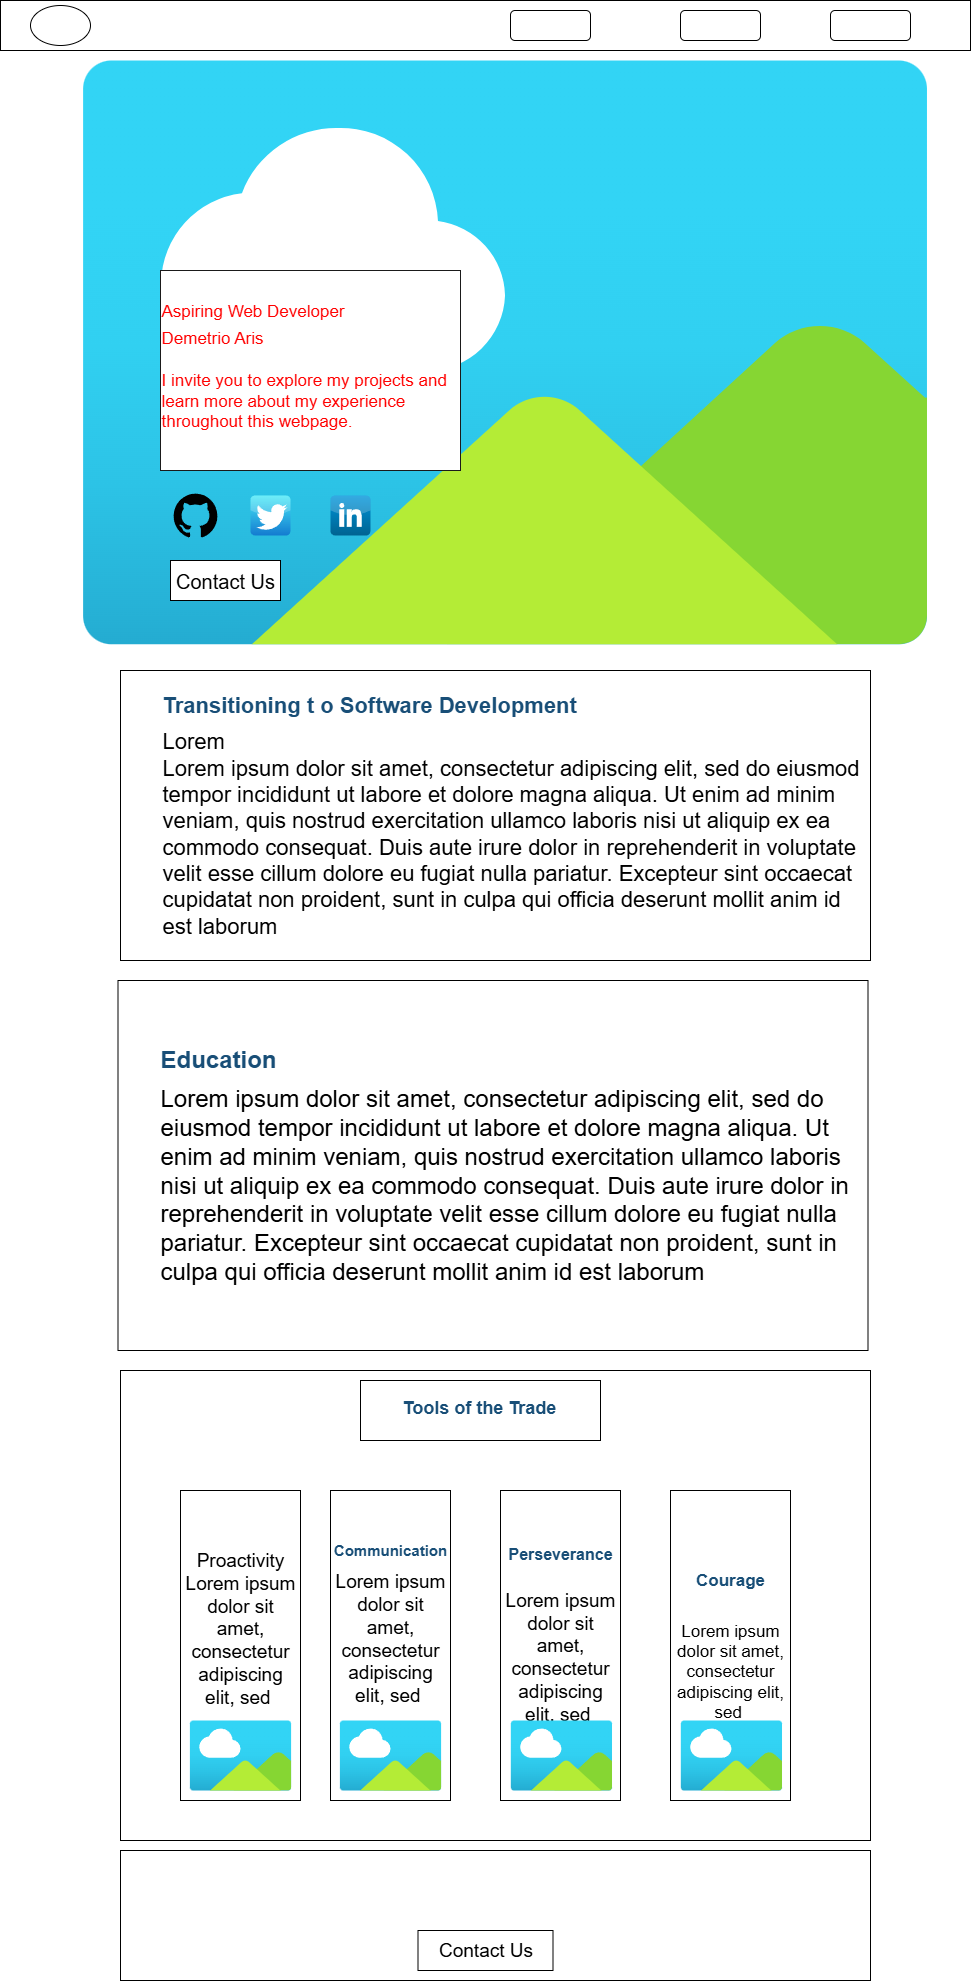 Aspiring Web Developer
Demetrio Aris
I invite you to explore my projects and
learn more about my experience
throughout this webpage.
in
Contact Us
Transitioning t o Software Development
Lorem
Lorem ipsum dolor sit amet, consectetur adipiscing elit, sed do eiusmod
tempor incididunt ut labore et dolore magna aliqua. Ut enim ad minim
veniam, quis nostrud exercitation ullamco laboris nisi ut aliquip ex ea
commodo consequat. Duis aute irure dolor in reprehenderit in voluptate
velit esse cillum dolore eu fugiat nulla pariatur. Excepteur sint occaecat
cupidatat non proident, sunt in culpa qui officia deserunt mollit anim id
est laborum
Education
Lorem ipsum dolor sit amet, consectetur adipiscing elit, sed do
eiusmod tempor incididunt ut labore et dolore magna aliqua. Ut
enim ad minim veniam, quis nostrud exercitation ullamco laboris
nisi ut aliquip ex ea commodo consequat. Duis aute irure dolor in
reprehenderit in voluptate velit esse cillum dolore eu fugiat nulla
pariatur. Excepteur sint occaecat cupidatat non proident, sunt in
culpa qui officia deserunt mollit anim id est laborum
Tools of the Trade
Proactivity
Lorem ipsum
dolor sit
amet,
consectetur
adipiscing
elit, sed
Communication
Lorem ipsum
dolor sit
amet,
consectetur
adipiscing
elit, sed
Perseverance
Lorem ipsum
dolor sit
amet,
consectetur
adipiscing
elit, sed
Courage
Lorem ipsum
dolor sit amet,
consectetur
adipiscing elit,
sed
Contact Us